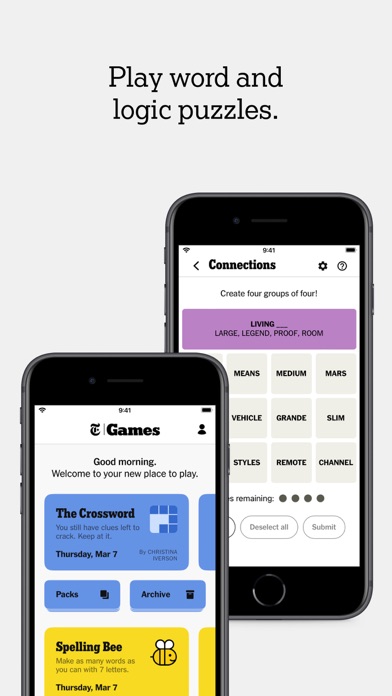 Play word and
logic puzzles.
9:41
Connections
Create four groups of four!
LIVING ___
LARGE, LEGEND, PROOF, ROOM
MEANS MEDIUM MARS
VEHICLE GRANDE SLIM
STYLES REMOTE CHANNEL
es remaining:
Deselect all Submit
9:41
T Games
Good morning.
Welcome to your new place to play.
The Crossword
You still have clues left to
crack. Keep at it.
Thursday, Mar 7
By CHRISTINA
IVERSON
Packs Archive
Spelling Bee
Make as many words as
you can with 7 letters.
Thursday, Mar 7